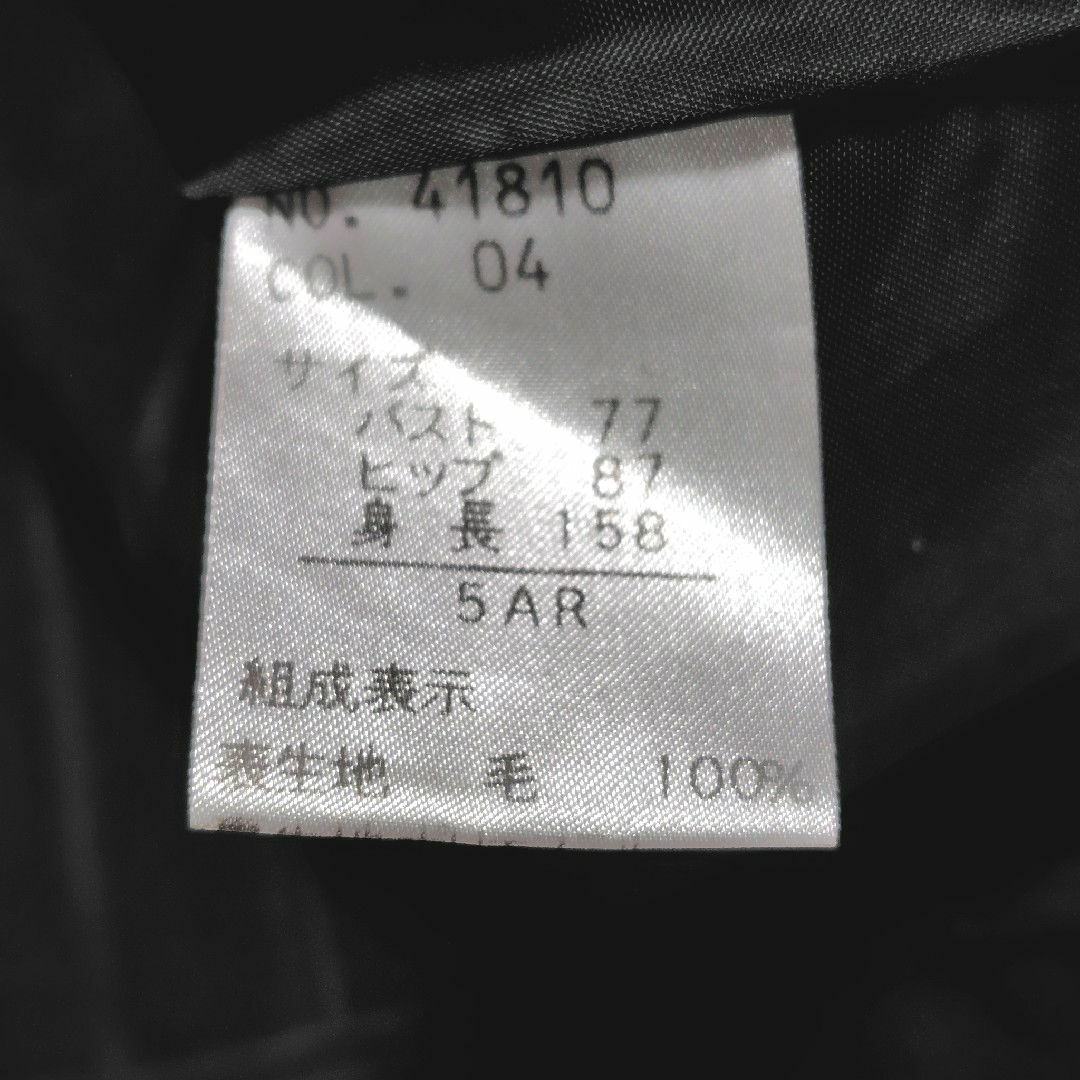 NO. 41810
COL. 04
サイズ
バスト 77
ヒップ 87
身長 158
5AR
組成表示
表生地 毛 100%